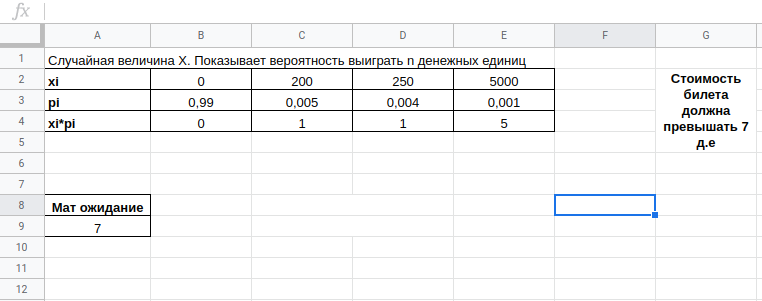 fx
A B C D E F G
1 Случайная величина X. Показывает вероятность выиграть n денежных единиц
2 xi 0 200 250 5000
3 pi 0,99 0,005 0,004 0,001
4 xi*pi 0 1 1 5
Стоимость
билета
должна
превышать 7
д.е
5
6
7
8 Мат ожидание
9 7
10
11
12